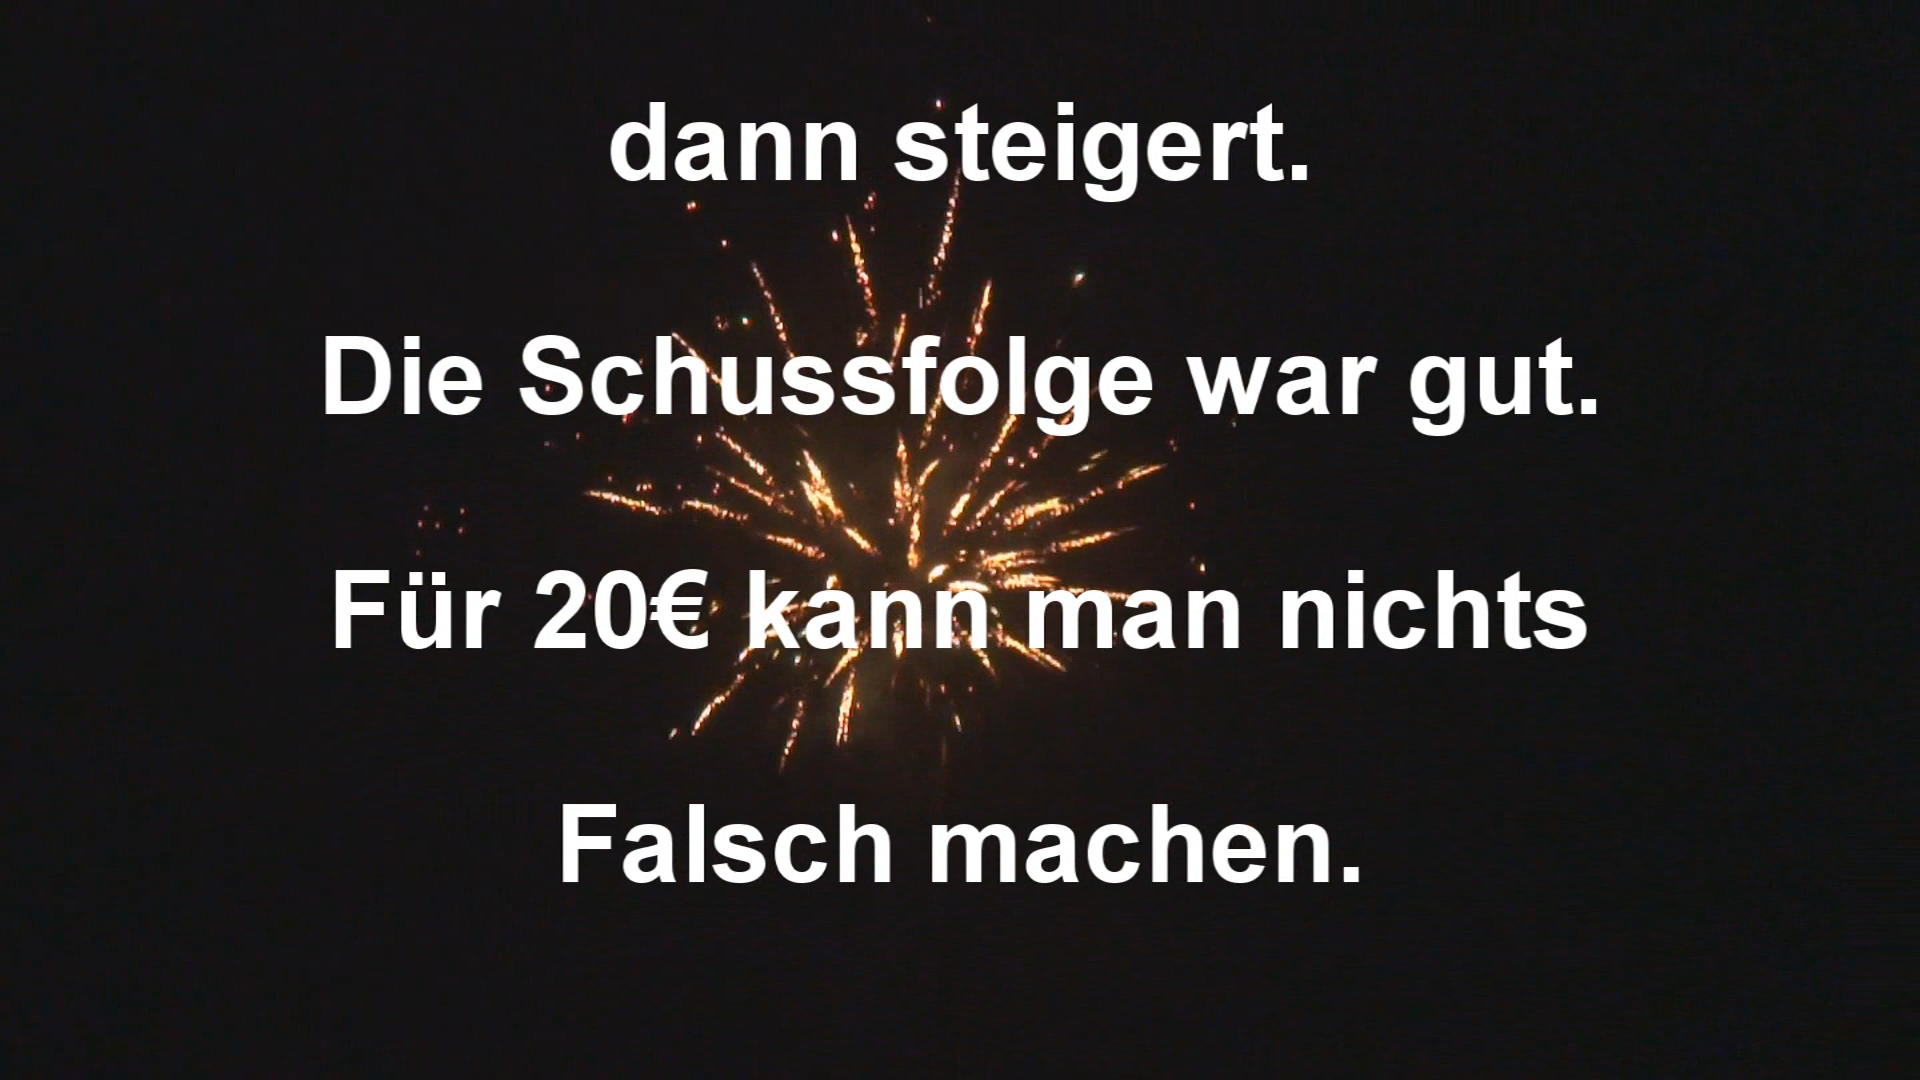 dann steigert.
Die Schussfolge war gut.
Für 20€ kann man nichts
Falsch machen.